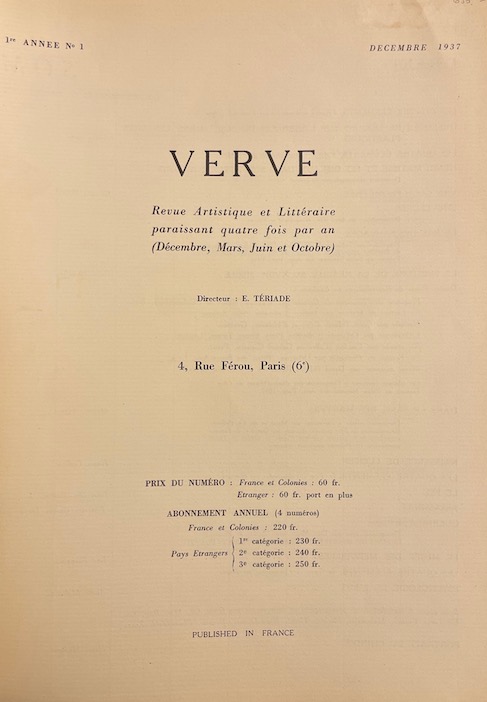 1re ANNEE No 1
DECEMBRE 1937
VERVE
Revue Artistique et Littéraire
paraissant quatre fois par an
(Décembre, Mars, Juin et Octobre)
Directeur : E. TÉRIADE
4, Rue Férou, Paris (6e)
PRIX DU NUMÉRO : France et Colonies : 60 fr.
Etranger : 60 fr. port en plus
ABONNEMENT ANNUEL (4 numéros)
France et Colonies : 220 fr.
Pays Etrangers
1re catégorie : 230 fr.
2e catégorie : 240 fr.
3e catégorie : 250 fr.
PUBLISHED IN FRANCE